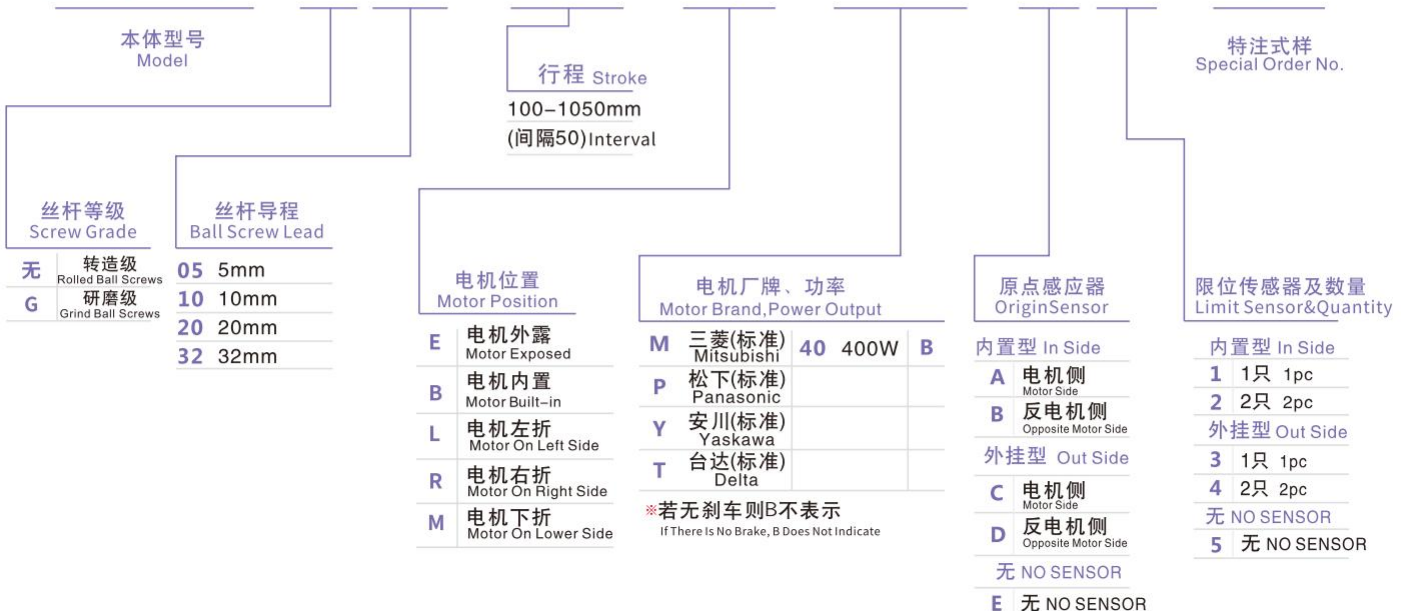 本体型号
Model
行程 Stroke
100-1050mm
(间隔50)Interval
特注式样
Special Order No.
丝杆等级
Screw Grade
无 转造级
Rolled Ball Screws
G 研磨级
Grind Ball Screws
丝杆导程
Ball Screw Lead
05 5mm
10 10mm
20 20mm
32 32mm
电机位置
Motor Position
E 电机外露
Motor Exposed
B 电机内置
Motor Built-in
L 电机左折
Motor On Left Side
R 电机右折
Motor On Right Side
M 电机下折
Motor On Lower Side
电机厂牌、功率
Motor Brand,Power Output
M 三菱(标准) 40 400W B
Mitsubishi
P 松下(标准)
Panasonic
Y 安川(标准)
Yaskawa
T 台达(标准)
Delta
※若无刹车则B不表示
If There Is No Brake, B Does Not Indicate
原点感应器
OriginSensor
内置型 In Side
A 电机侧
Motor Side
B 反电机侧
Opposite Motor Side
外挂型 Out Side
C 电机侧
Motor Side
D 反电机侧
Opposite Motor Side
无 NO SENSOR
E 无 NO SENSOR
限位传感器及数量
Limit Sensor&Quantity
内置型 In Side
1 1只 1pc
2 2只 2pc
外挂型 Out Side
3 1只 1pc
4 2只 2pc
无 NO SENSOR
5 无 NO SENSOR